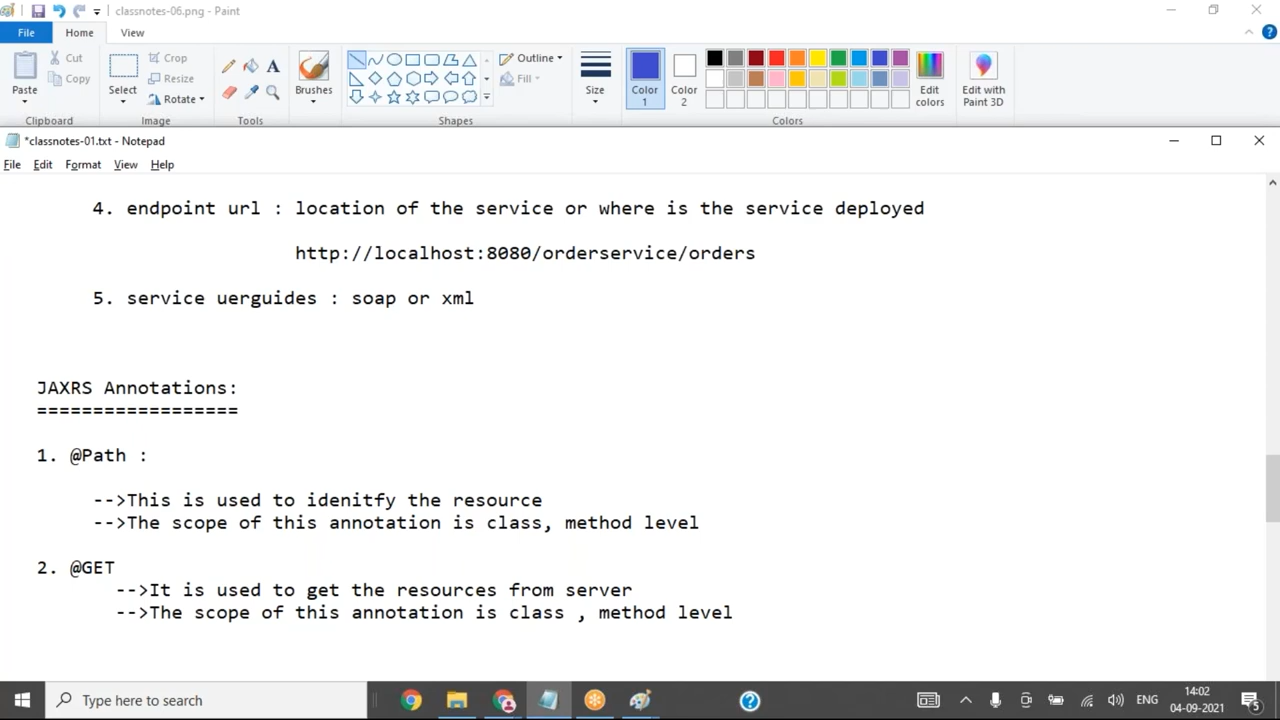 classnotes-06.png - Paint
File Home View
Paste Cut Copy Select Crop Resize Rotate Brushes Outline Fill Size Color 1 Color 2 Edit colors Edit with Paint 3D
Clipboard Image Tools Shapes Colors
*classnotes-01.txt - Notepad
File Edit Format View Help
4. endpoint url : location of the service or where is the service deployed
http://localhost:8080/orderservice/orders
5. service uerguides : soap or xml
JAXRS Annotations:
==================
1. @Path :
-->This is used to idenitfy the resource
-->The scope of this annotation is class, method level
2. @GET
-->It is used to get the resources from server
-->The scope of this annotation is class , method level
Type here to search
ENG 14:02
04-09-2021 5